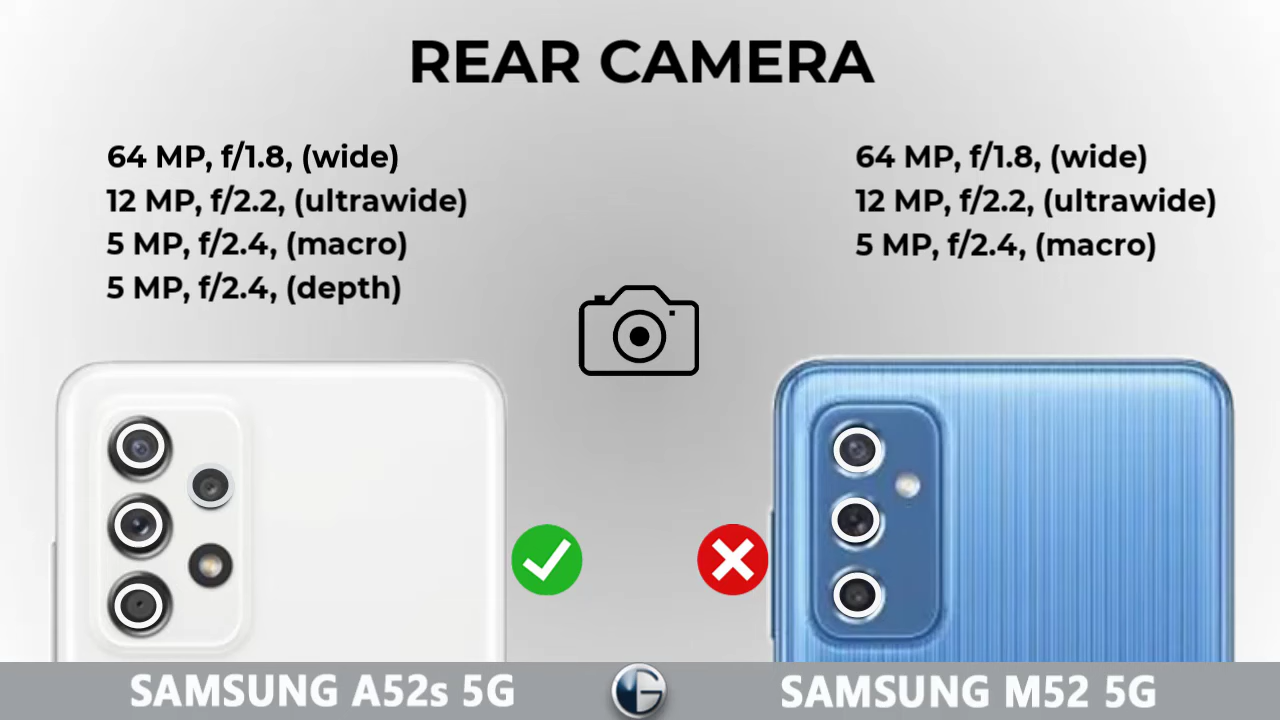 REAR CAMERA
64 MP, f/1.8, (wide)
12 MP, f/2.2, (ultrawide)
5 MP, f/2.4, (macro)
5 MP, f/2.4, (depth)
64 MP, f/1.8, (wide)
12 MP, f/2.2, (ultrawide)
5 MP, f/2.4, (macro)
SAMSUNG A52s 5G
G
SAMSUNG M52 5G